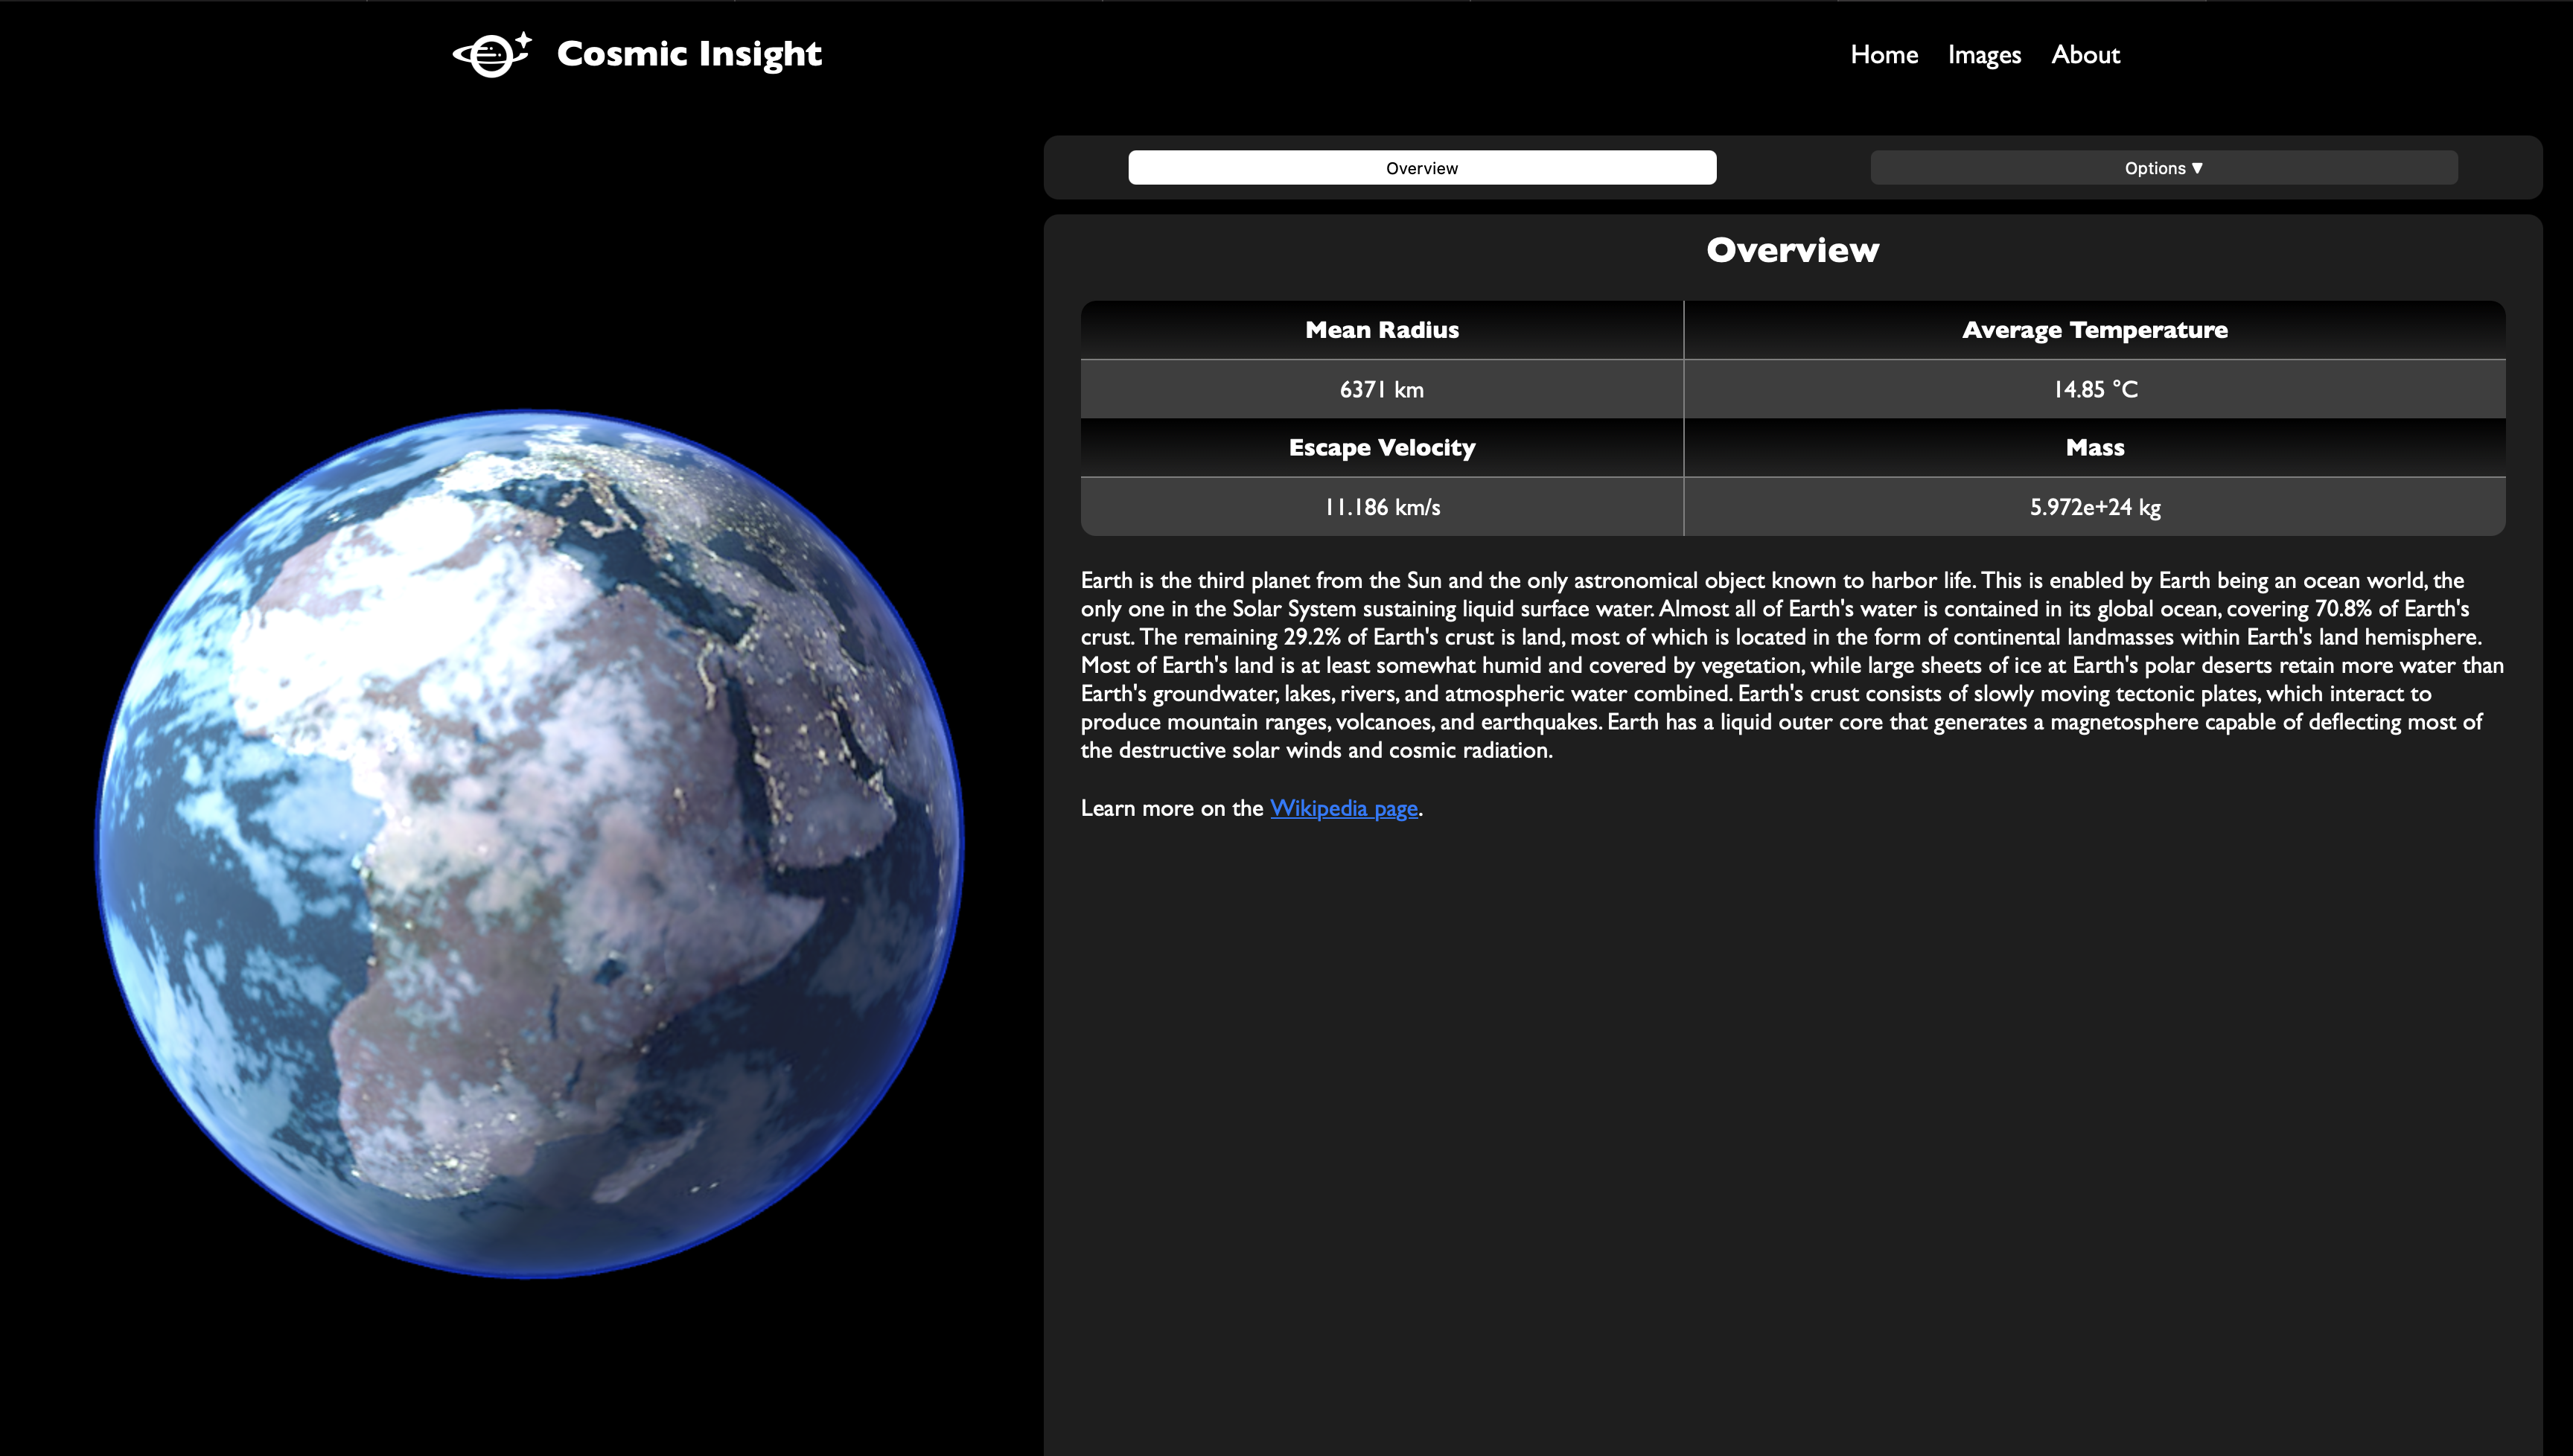 Cosmic Insight
Home Images About
Overview
Options ▼
Overview
Mean Radius Average Temperature
6371 km 14.85 °C
Escape Velocity Mass
11.186 km/s 5.972e+24 kg
Earth is the third planet from the Sun and the only astronomical object known to harbor life. This is enabled by Earth being an ocean world, the
only one in the Solar System sustaining liquid surface water. Almost all of Earth's water is contained in its global ocean, covering 70.8% of Earth's
crust. The remaining 29.2% of Earth's crust is land, most of which is located in the form of continental landmasses within Earth's land hemisphere.
Most of Earth's land is at least somewhat humid and covered by vegetation, while large sheets of ice at Earth's polar deserts retain more water than
Earth's groundwater, lakes, rivers, and atmospheric water combined. Earth's crust consists of slowly moving tectonic plates, which interact to
produce mountain ranges, volcanoes, and earthquakes. Earth has a liquid outer core that generates a magnetosphere capable of deflecting most of
the destructive solar winds and cosmic radiation.
Learn more on the Wikipedia page.